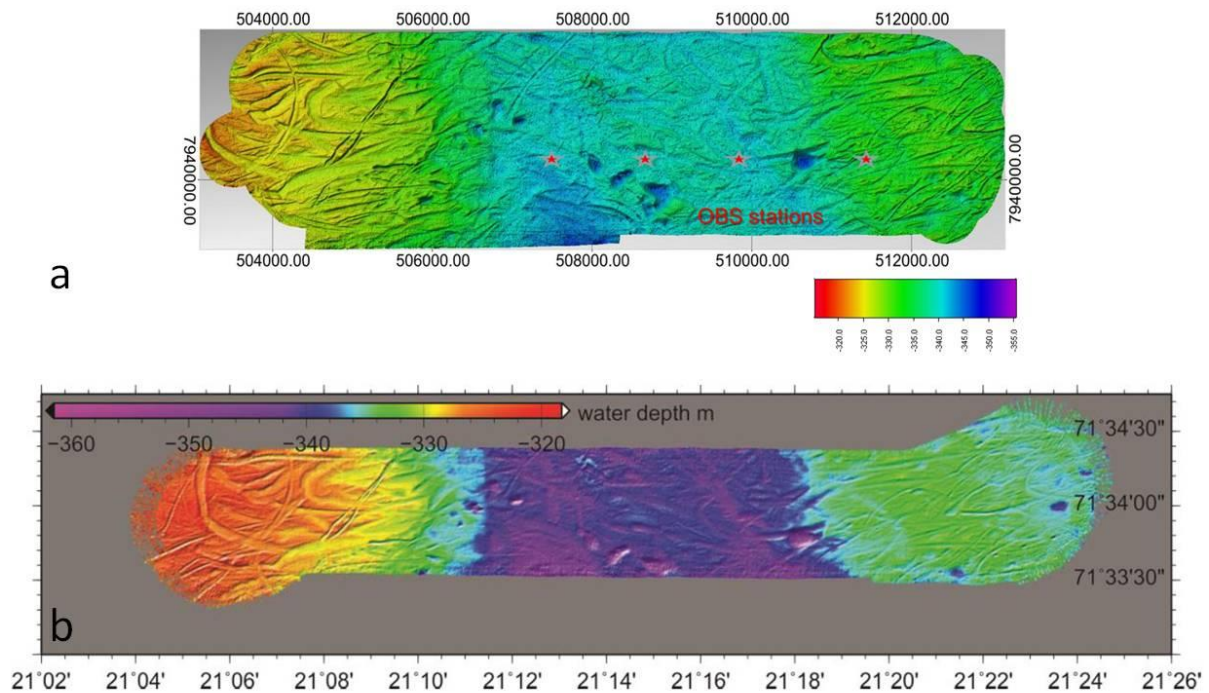 504000.00 506000.00 508000.00 510000.00 512000.00
7940000.00
7940000.00
OBS stations
504000.00 506000.00 508000.00 510000.00 512000.00
a
-320.0 -325.0 -330.0 -335.0 -340.0 -345.0 -350.0 -355.0
water depth m
−360 −350 −340 −330 −320
71°34'30"
71°34'00"
71°33'30"
b
21°02' 21°04' 21°06' 21°08' 21°10' 21°12' 21°14' 21°16' 21°18' 21°20' 21°22' 21°24' 21°26'